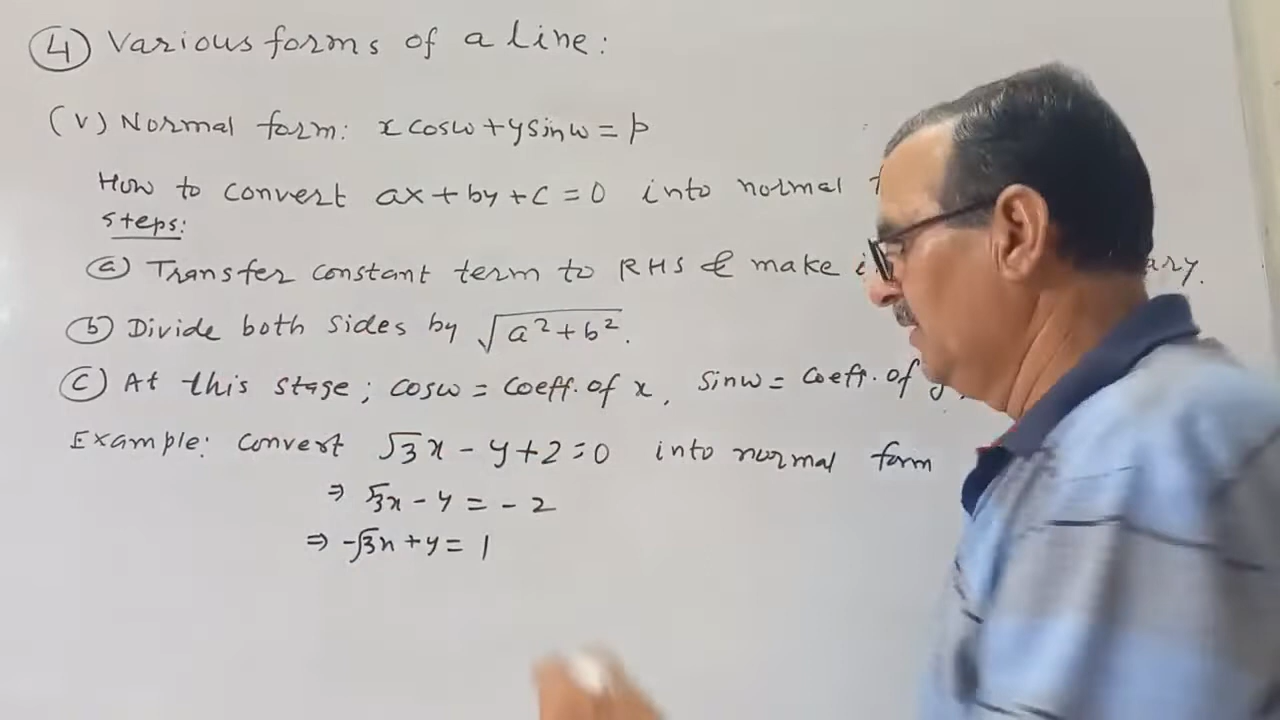 ④ Various forms of a line:
(V) Normal form: x cosω + y sinω = p
How to convert ax + by + c = 0 into normal
steps:
ⓐ Transfer constant term to RHS & make
ⓑ Divide both sides by √(a² + b²).
ⓒ At this stage; cosω = coeff. of x, sinω = coeff. of
Example: convert √3x - y + 2 = 0 into normal form
⇒ √3x - y = - 2
⇒ -√3x + y = 1